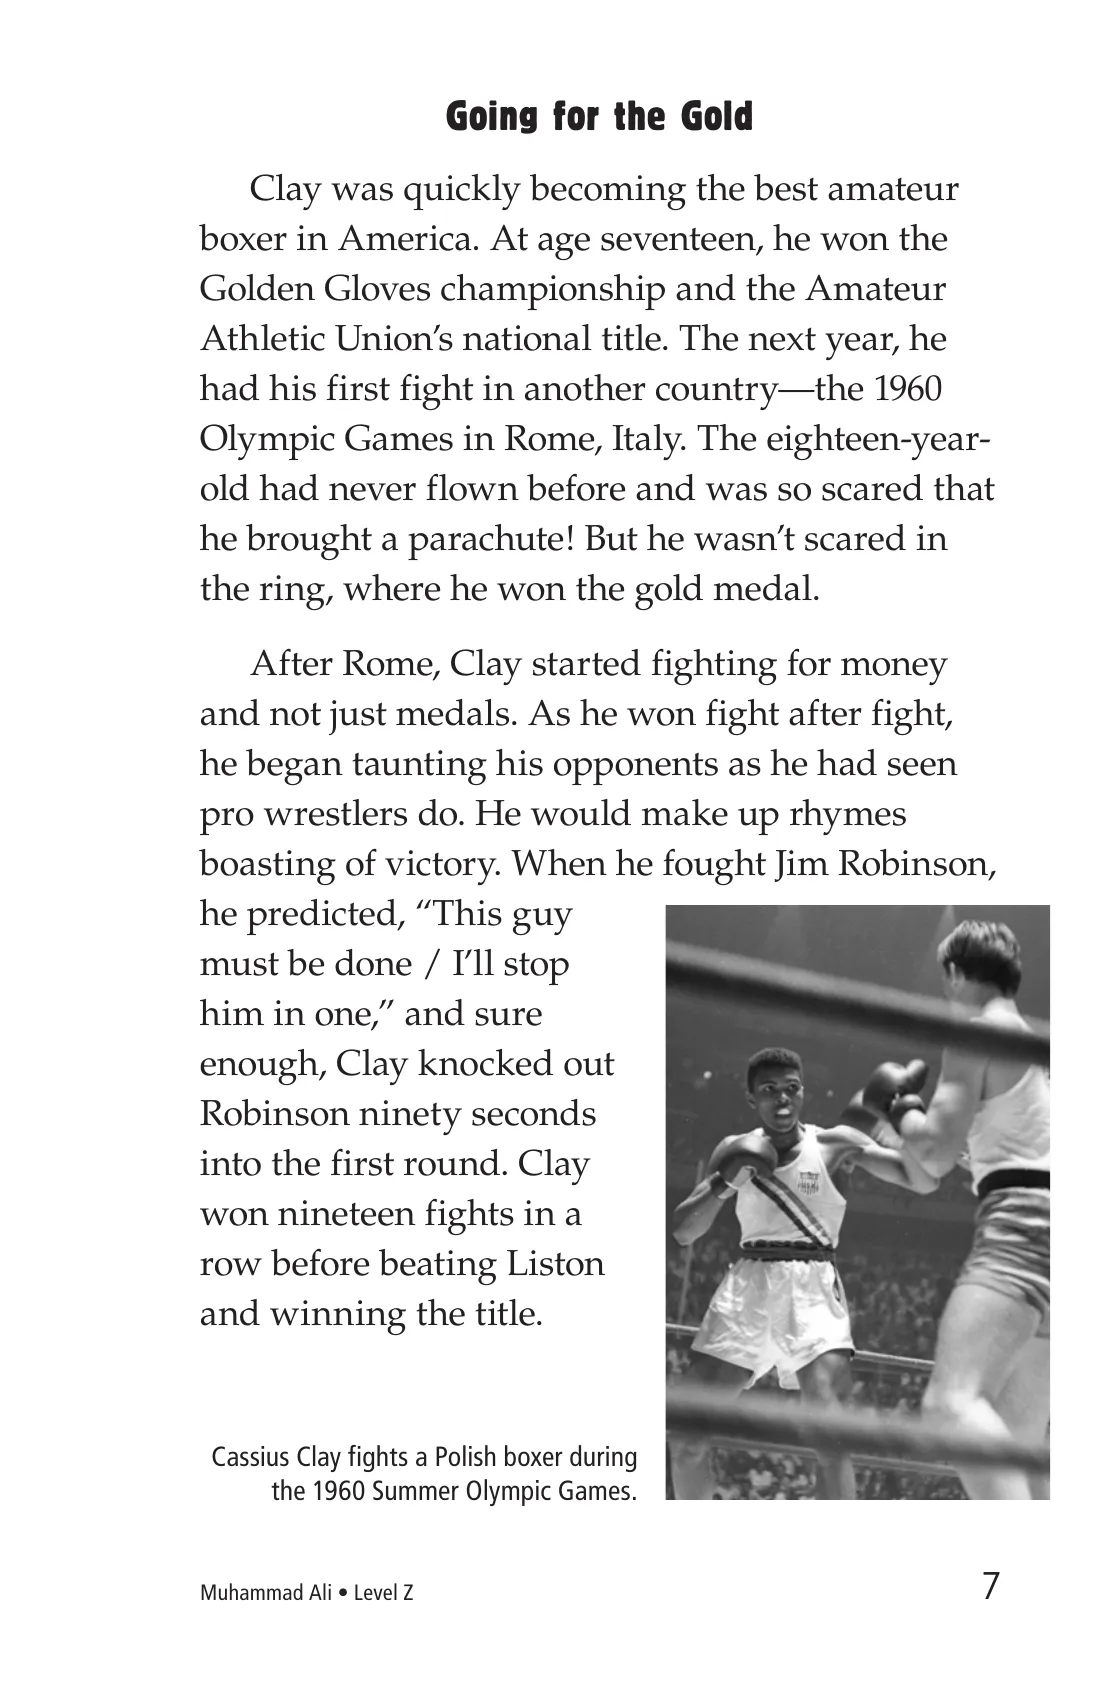 Going for the Gold
Clay was quickly becoming the best amateur
boxer in America. At age seventeen, he won the
Golden Gloves championship and the Amateur
Athletic Union’s national title. The next year, he
had his first fight in another country—the 1960
Olympic Games in Rome, Italy. The eighteen-year-
old had never flown before and was so scared that
he brought a parachute! But he wasn’t scared in
the ring, where he won the gold medal.
After Rome, Clay started fighting for money
and not just medals. As he won fight after fight,
he began taunting his opponents as he had seen
pro wrestlers do. He would make up rhymes
boasting of victory. When he fought Jim Robinson,
he predicted, “This guy
must be done / I’ll stop
him in one,” and sure
enough, Clay knocked out
Robinson ninety seconds
into the first round. Clay
won nineteen fights in a
row before beating Liston
and winning the title.
Cassius Clay fights a Polish boxer during
the 1960 Summer Olympic Games.
Muhammad Ali • Level Z
7